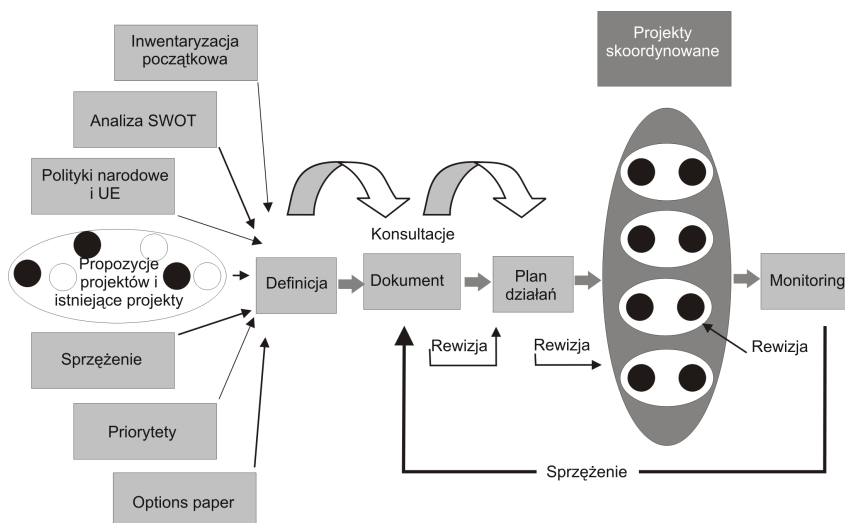 Inwentaryzacja
początkowa
Projekty
skoordynowane
Analiza SWOT
Polityki narodowe
i UE
Konsultacje
Propozycje
projektów i
istniejące projekty
Definicja
Dokument
Plan
działań
Monitoring
Rewizja
Rewizja
Rewizja
Sprzężenie
Priorytety
Sprzężenie
Options paper